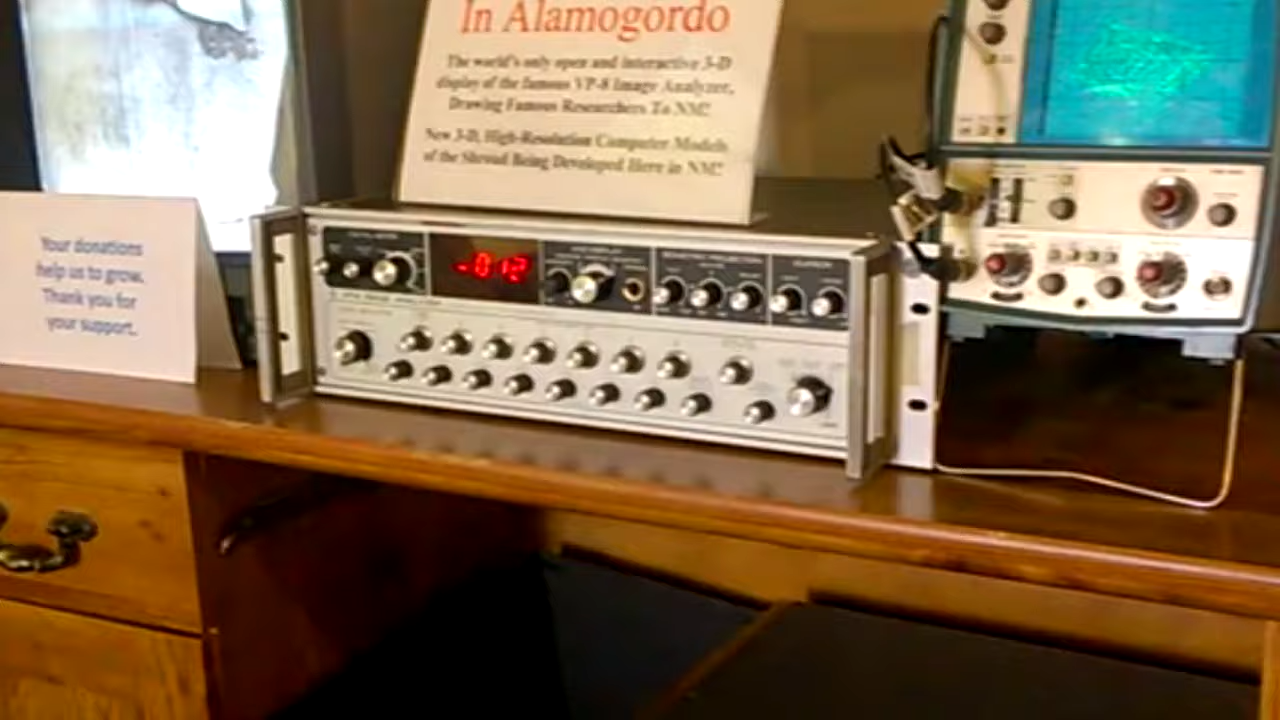 In Alamogordo
The world's only open and interactive 3-D
display of the famous VP-8 Image Analyzer,
Drawing Famous Researchers To NM!
New 3-D, High-Resolution Computer Models
of the Shroud Being Developed Here in NM!
Your donations
help us to grow.
Thank you for
your support.
-012